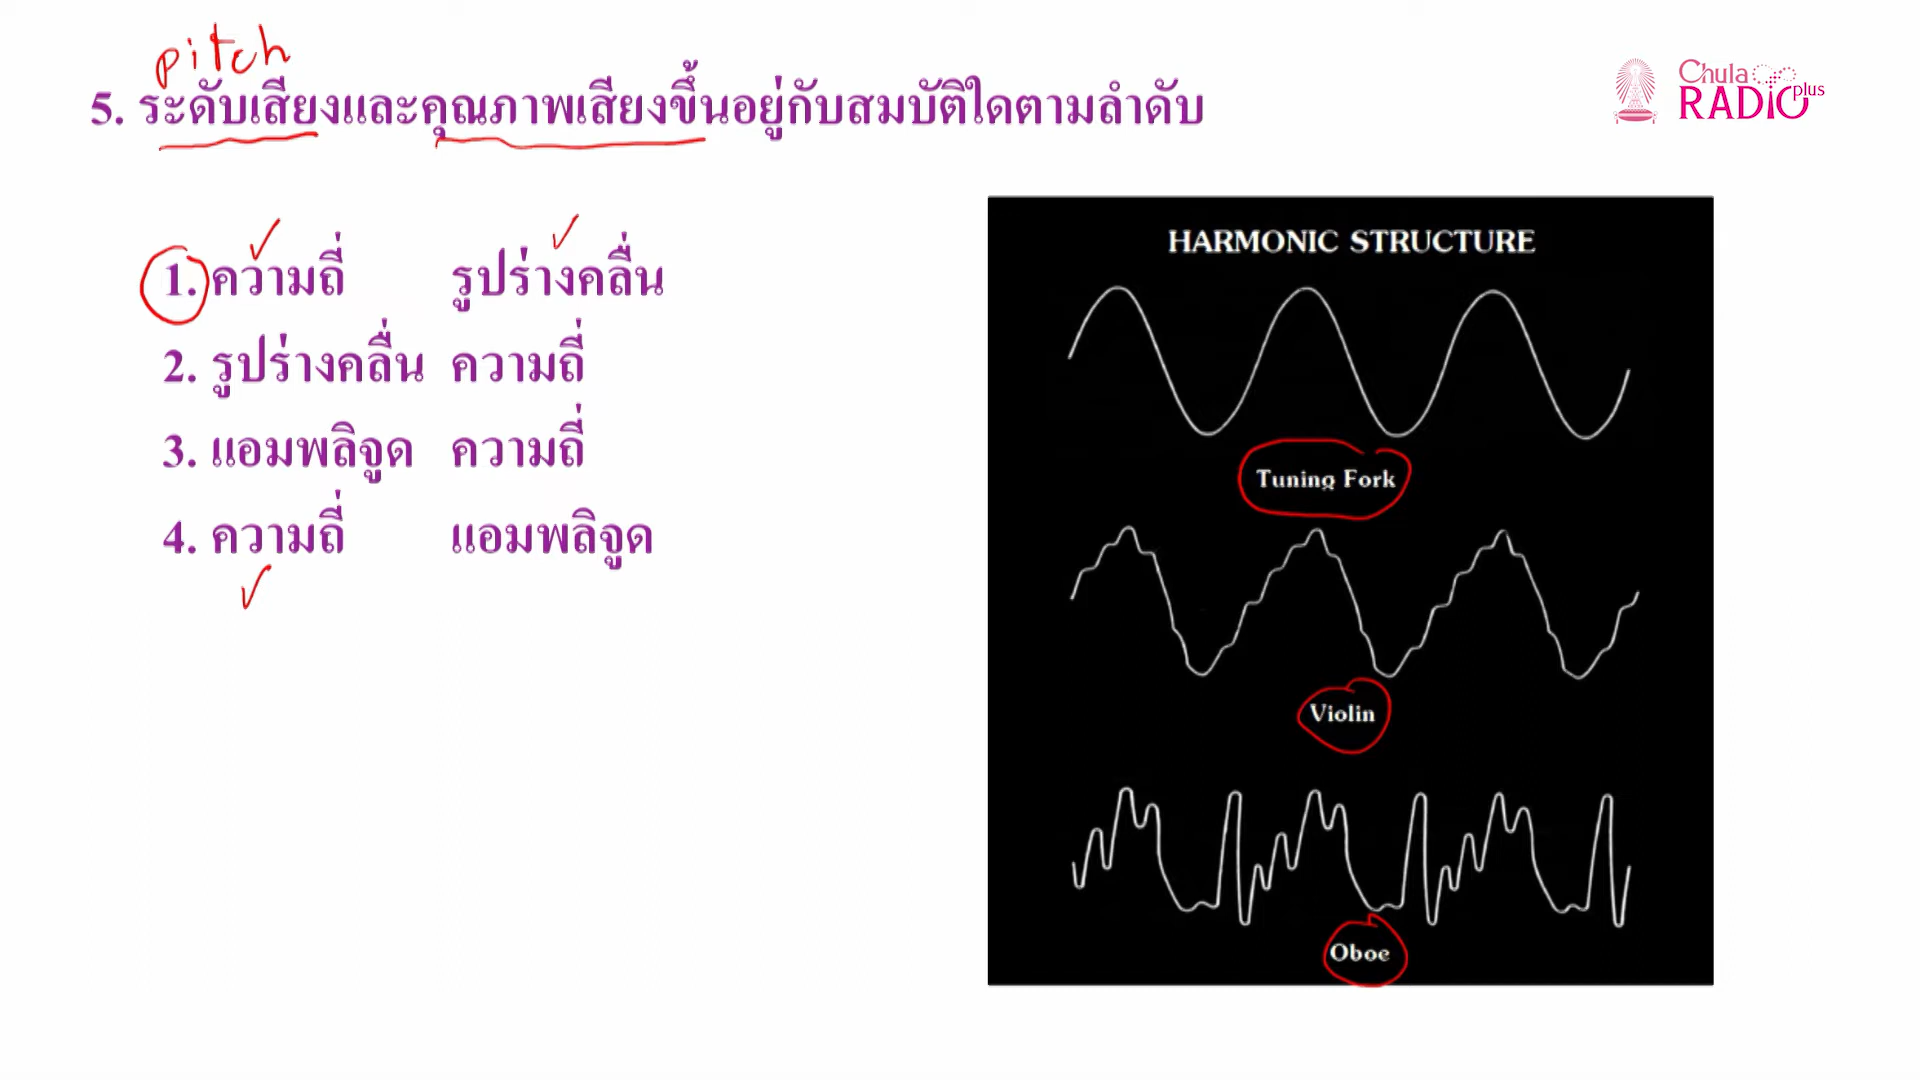 pitch
5. ระดับเสียงและคุณภาพเสียงขึ้นอยู่กับสมบัติใดตามลำดับ
Chula
RADIO plus
1. ความถี่ รูปร่างคลื่น
2. รูปร่างคลื่น ความถี่
3. แอมพลิจูด ความถี่
4. ความถี่ แอมพลิจูด
HARMONIC STRUCTURE
Tuning Fork
Violin
Oboe